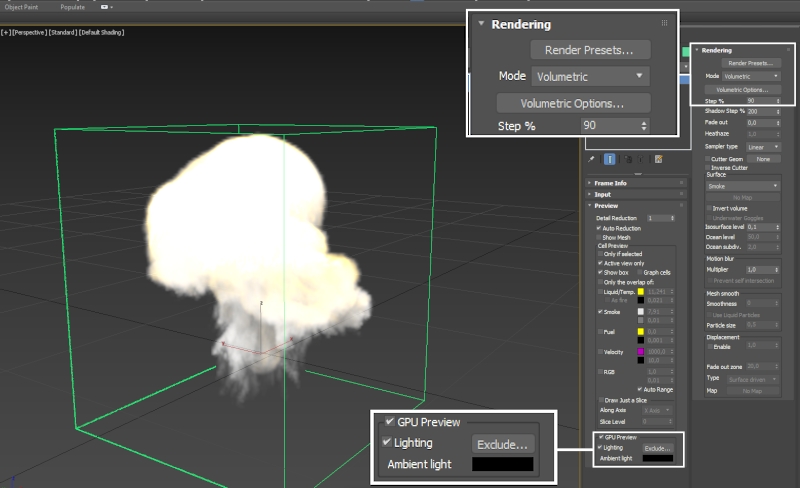 Object Paint Populate
[+] [Perspective] [Standard] [Default Shading]
Rendering
Render Presets...
Mode Volumetric
Volumetric Options...
Step % 90
Rendering
Render Presets...
Mode Volumetric
Volumetric Options...
Step % 90
Shadow Step % 200
Fade out 0,0
Heathaze 1,0
Sampler type Linear
Cutter Geom None
Inverse Cutter
Surface
Smoke
No Map
Invert volume
Underwater Goggles
Isosurface level 0,1
Ocean level 50,0
Ocean subdiv. 2,0
Motion blur
Multiplier 1,0
Prevent self intersection
Mesh smooth
Smoothness 0
Use Liquid Particles
Particle size 0,5
Displacement
Enable 1,0
Fade out zone 20,0
Type Surface driven
Map No Map
Frame Info
Input
Preview
Detail Reduction 1
Auto Reduction
Show Mesh
Cell Preview
Only if selected
Active view only
Show box Graph cells
Only the overlap of:
Liquid/Temp. 11,241
As fire 0,021
Smoke 7,91
0,01
Fuel 0,0
0,001
Velocity 1000,0
10,0
RGB 1,0
0,01
Auto Range
Draw Just a Slice
Along Axis
Slice Level 0
GPU Preview
Lighting Exclude...
Ambient light
GPU Preview
Lighting Exclude...
Ambient light